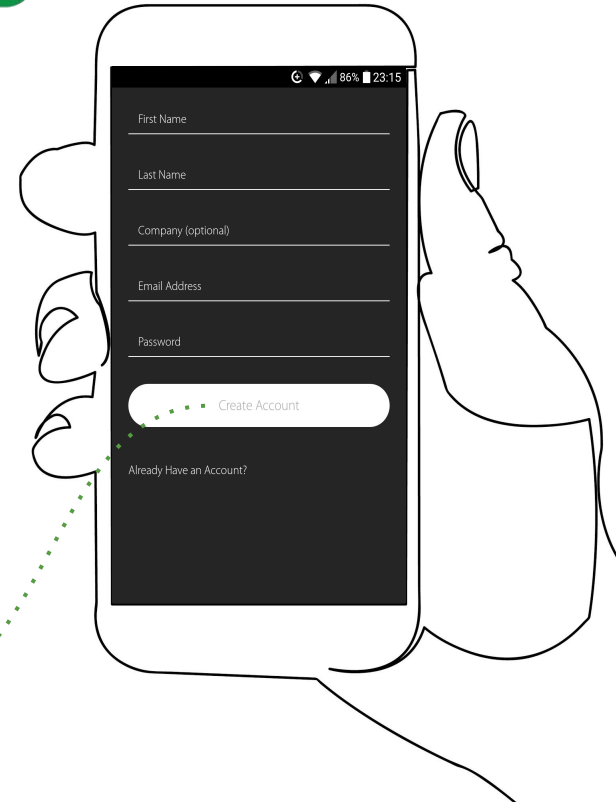 86% 23:15
First Name
Last Name
Company (optional)
Email Address
Password
Create Account
Already Have an Account?